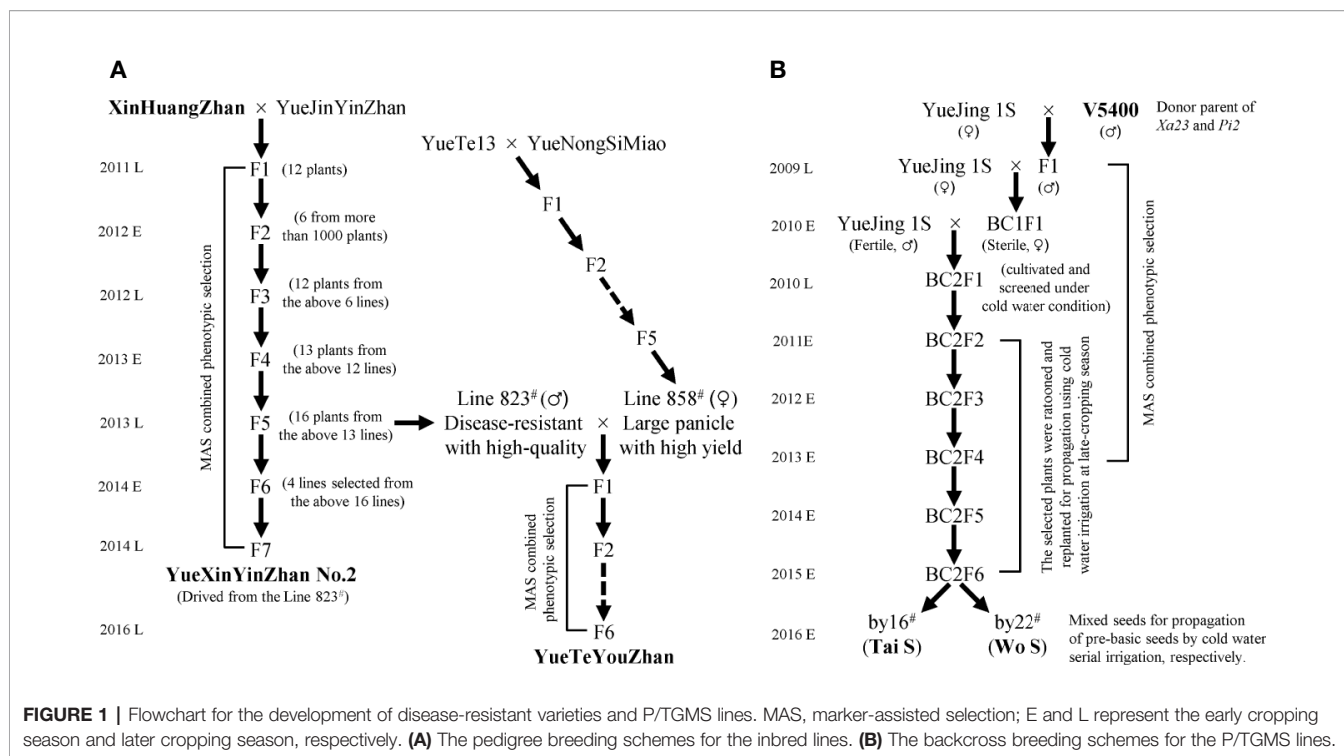 A
XinHuangZhan × YueJinYinZhan
YueTe13 × YueNongSiMiao
2011 L
F1 (12 plants)
F1
2012 E
F2
(6 from more
than 1000 plants)
F2
2012 L
F3
(12 plants from
the above 6 lines)
2013 E
F4
(13 plants from
the above 12 lines)
F5
2013 L
F5
(16 plants from
the above 13 lines)
Line 823# (♂)
Disease-resistant
with high-quality
×
Line 858# (♀)
Large panicle
with high yield
2014 E
F6
(4 lines selected from
the above 16 lines)
F1
2014 L
F7
F2
MAS combined phenotypic selection
YueXinYinZhan No.2
(Drived from the Line 823#)
MAS combined
phenotypic selection
2016 L
F6
YueTeYouZhan
B
YueJing 1S
(♀)
×
V5400
(♂)
Donor parent of
Xa23 and Pi2
2009 L
YueJing 1S
(♀)
×
F1
(♂)
2010 E
YueJing 1S
(Fertile, ♂)
×
BC1F1
(Sterile, ♀)
2010 L
BC2F1
(cultivated and
screened under
cold water condition)
2011E
BC2F2
2012 E
BC2F3
2013 E
BC2F4
2014 E
BC2F5
2015 E
BC2F6
The selected plants were ratooned and
replanted for propagation using cold
water irrigation at late-cropping season
MAS combined phenotypic selection
2016 E
by16#
(Tai S)
by22#
(Wo S)
Mixed seeds for propagation
of pre-basic seeds by cold water
serial irrigation, respectively.
FIGURE 1 | Flowchart for the development of disease-resistant varieties and P/TGMS lines. MAS, marker-assisted selection; E and L represent the early cropping
season and later cropping season, respectively. (A) The pedigree breeding schemes for the inbred lines. (B) The backcross breeding schemes for the P/TGMS lines.